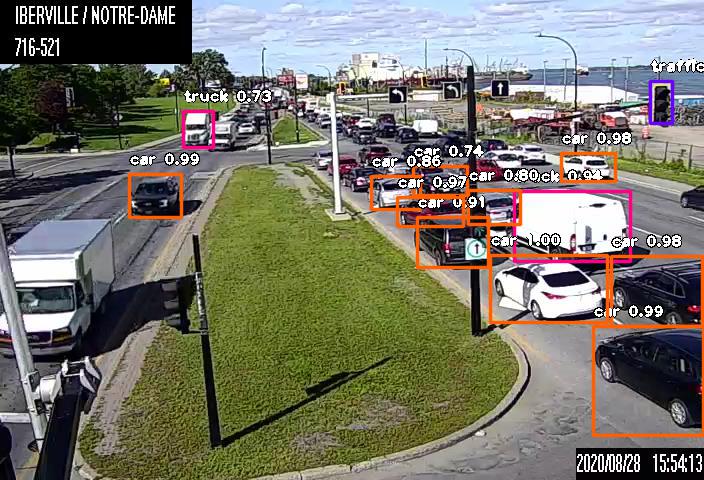 IBERVILLE / NOTRE-DAME
716-521
traffic
truck 0.73
car 0.98
car 0.99
car 0.74
car 0.86
car 0.80
0.94
car 0.97
car 0.91
car 1.00
car 0.98
car 0.99
2020/08/28 15:54:13